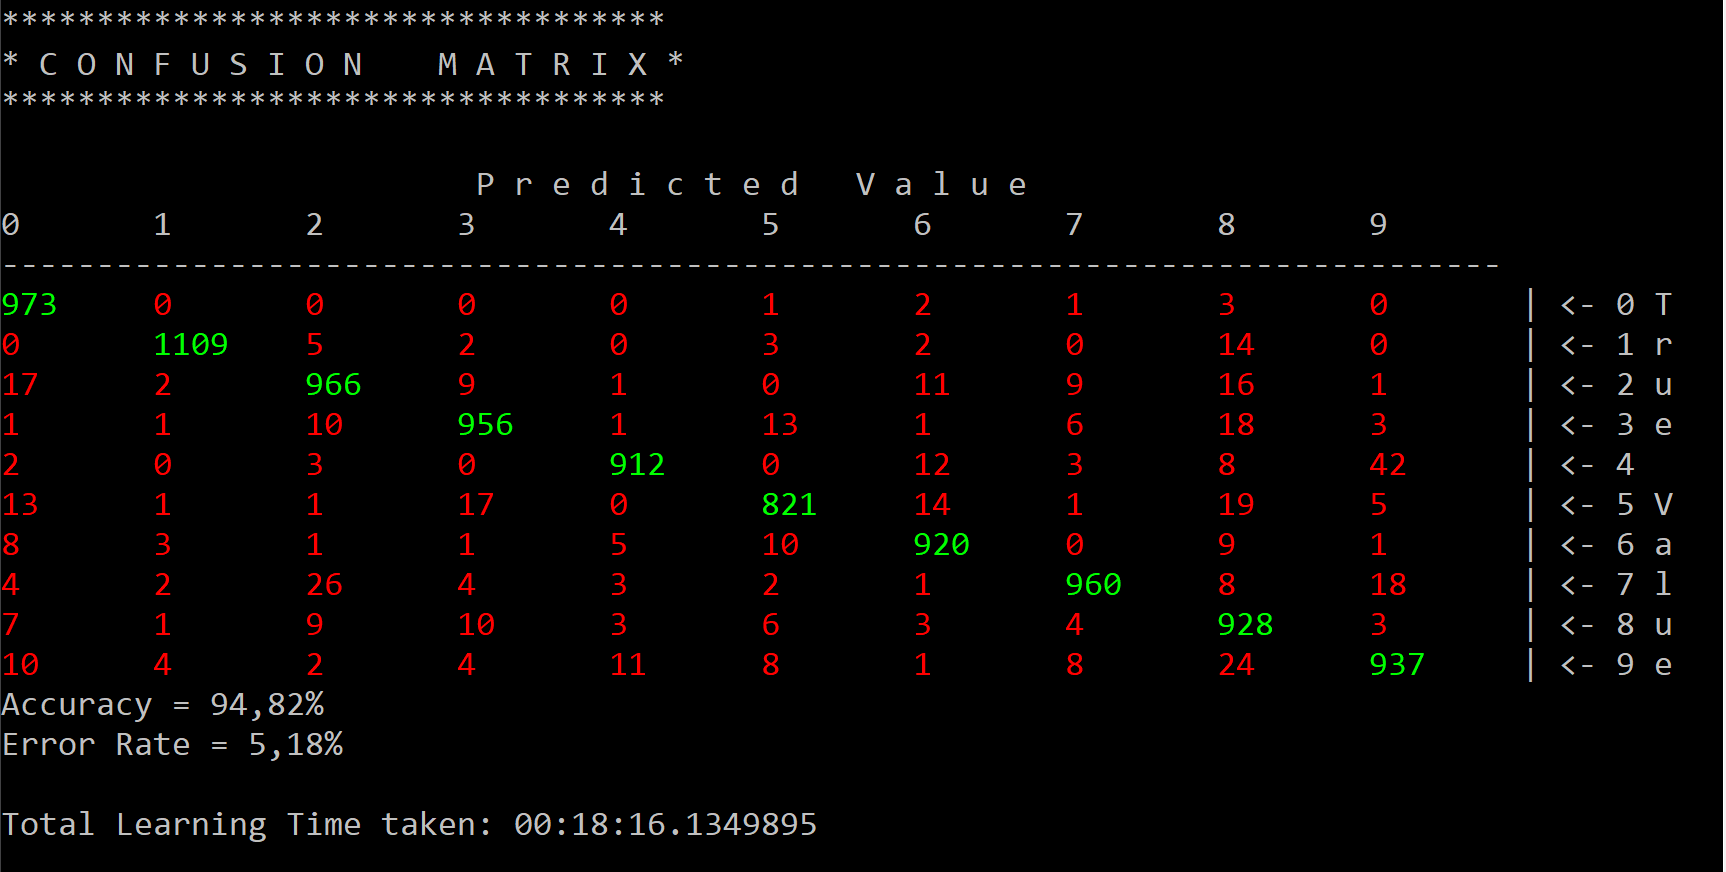 ***********************************
* C O N F U S I O N    M A T R I X *
***********************************
P r e d i c t e d   V a l u e
0 1 2 3 4 5 6 7 8 9
-------------------------------------------------------------------------------
973 0 0 0 0 1 2 1 3 0 | <- 0 T
0 1109 5 2 0 3 2 0 14 0 | <- 1 r
17 2 966 9 1 0 11 9 16 1 | <- 2 u
1 1 10 956 1 13 1 6 18 3 | <- 3 e
2 0 3 0 912 0 12 3 8 42 | <- 4
13 1 1 17 0 821 14 1 19 5 | <- 5 V
8 3 1 1 5 10 920 0 9 1 | <- 6 a
4 2 26 4 3 2 1 960 8 18 | <- 7 l
7 1 9 10 3 6 3 4 928 3 | <- 8 u
10 4 2 4 11 8 1 8 24 937 | <- 9 e
Accuracy = 94,82%
Error Rate = 5,18%
Total Learning Time taken: 00:18:16.1349895